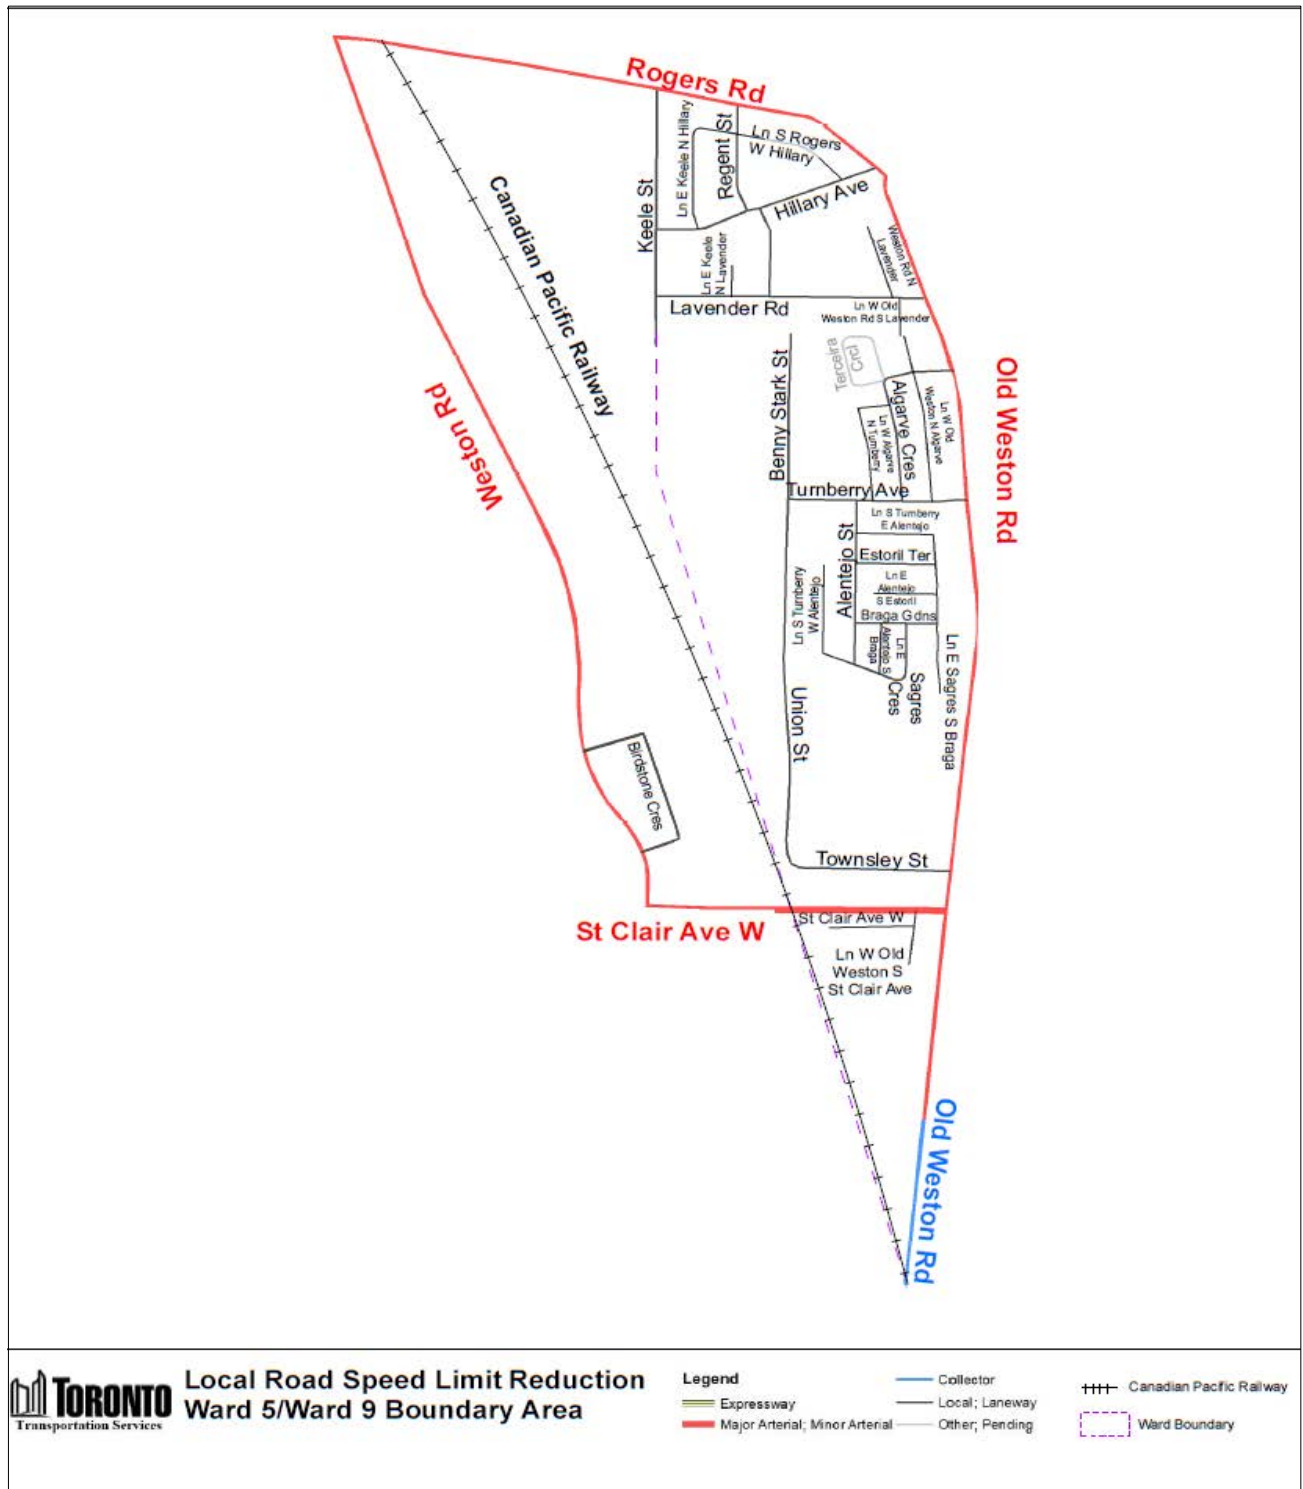 Rogers Rd
Ln E Keele N Hillary
Regent St
Ln S Rogers
W Hillary
Keele St
Hillary Ave
Canadian Pacific Railway
Ln E Keele
N Lavender
Weston Rd N
Lavender
Lavender Rd
Ln W Old
Weston Rd S Lavender
Terceira
Crcl
Benny Stark St
Algarve Cres
Ln W Old
Weston N Algarve
Ln W Algarve
N Turnberry
Old Weston Rd
Weston Rd
Turnberry Ave
Ln S Turnberry
E Alentejo
Alentejo St
Estoril Ter
Ln E
Alentejo
S Estoril
Braga Gdns
Ln S Turnberry
W Alentejo
Ln E
Alentejo S
Braga
Sagres
Cres
Ln E Sagres S Braga
Union St
Birdstone Cres
Townsley St
St Clair Ave W
St Clair Ave W
Ln W Old
Weston S
St Clair Ave
Old Weston Rd
TORONTO
Transportation Services
Local Road Speed Limit Reduction
Ward 5/Ward 9 Boundary Area
Legend
Expressway
Major Arterial; Minor Arterial
Collector
Local; Laneway
Other; Pending
Canadian Pacific Railway
Ward Boundary